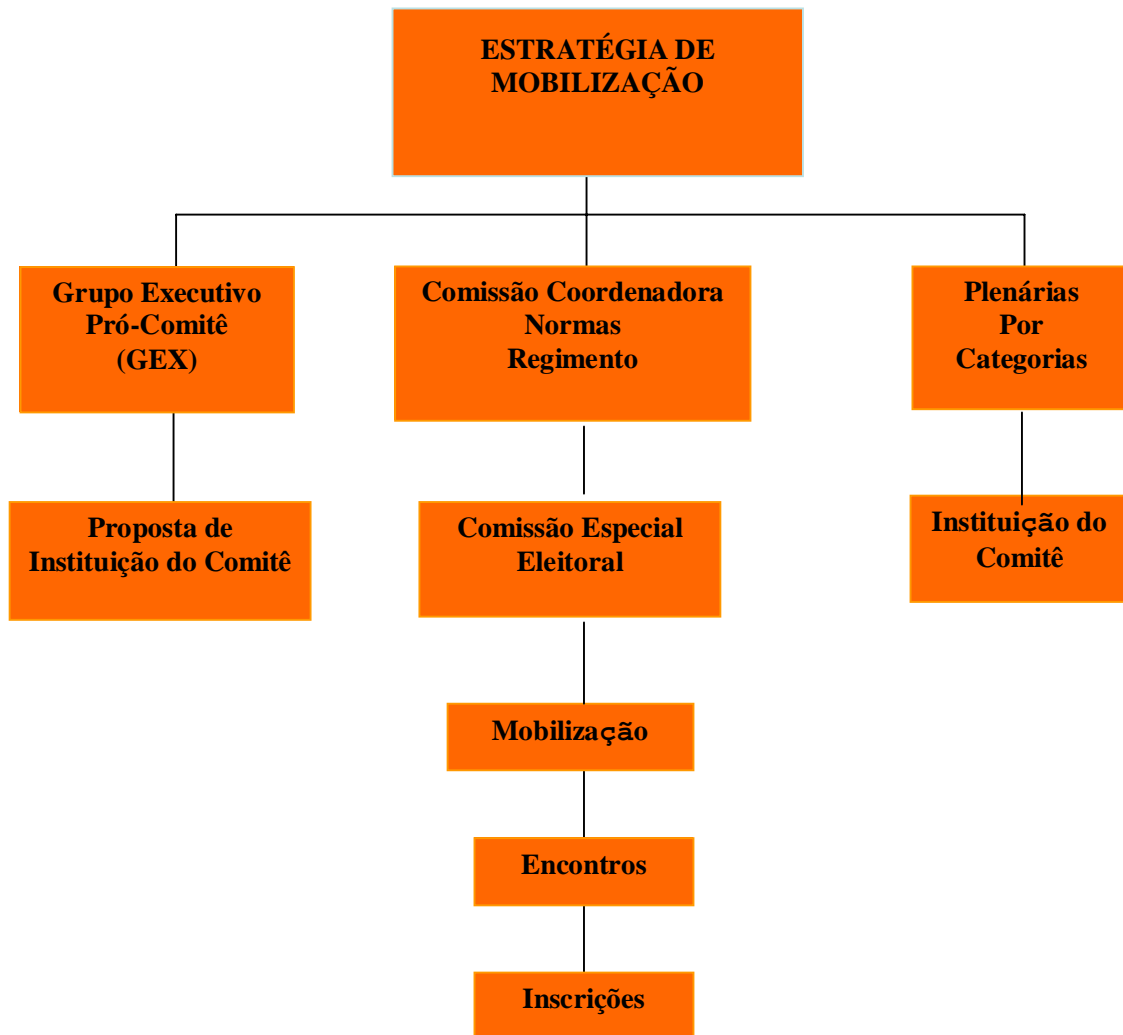 ESTRATÉGIA DE
MOBILIZAÇÃO
Grupo Executivo
Pró-Comitê
(GEX)
Comissão Coordenadora
Normas
Regimento
Plenárias
Por
Categorias
Proposta de
Instituição do Comitê
Comissão Especial
Eleitoral
Instituição do
Comitê
Mobilização
Encontros
Inscrições